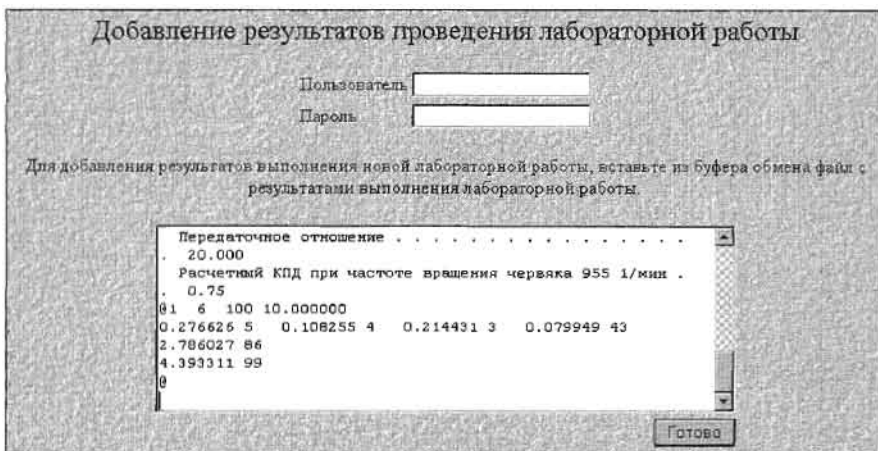 Добавление результатов проведения лабораторной работы
Пользователь
Пароль
Для добавления результатов выполнения новой лабораторной работы, вставьте из буфера обмена файл с
результатами выполнения лабораторной работы.
Передаточное отношение . . . . . . . . . . . . . . . .
. 20.000
Расчетный КПД при частоте вращения червяка 955 1/мин .
. 0.75
@1 6 100 10.000000
0.276626 5 0.108255 4 0.214431 3 0.079949 43
2.786027 86
4.393311 99
@
Готово